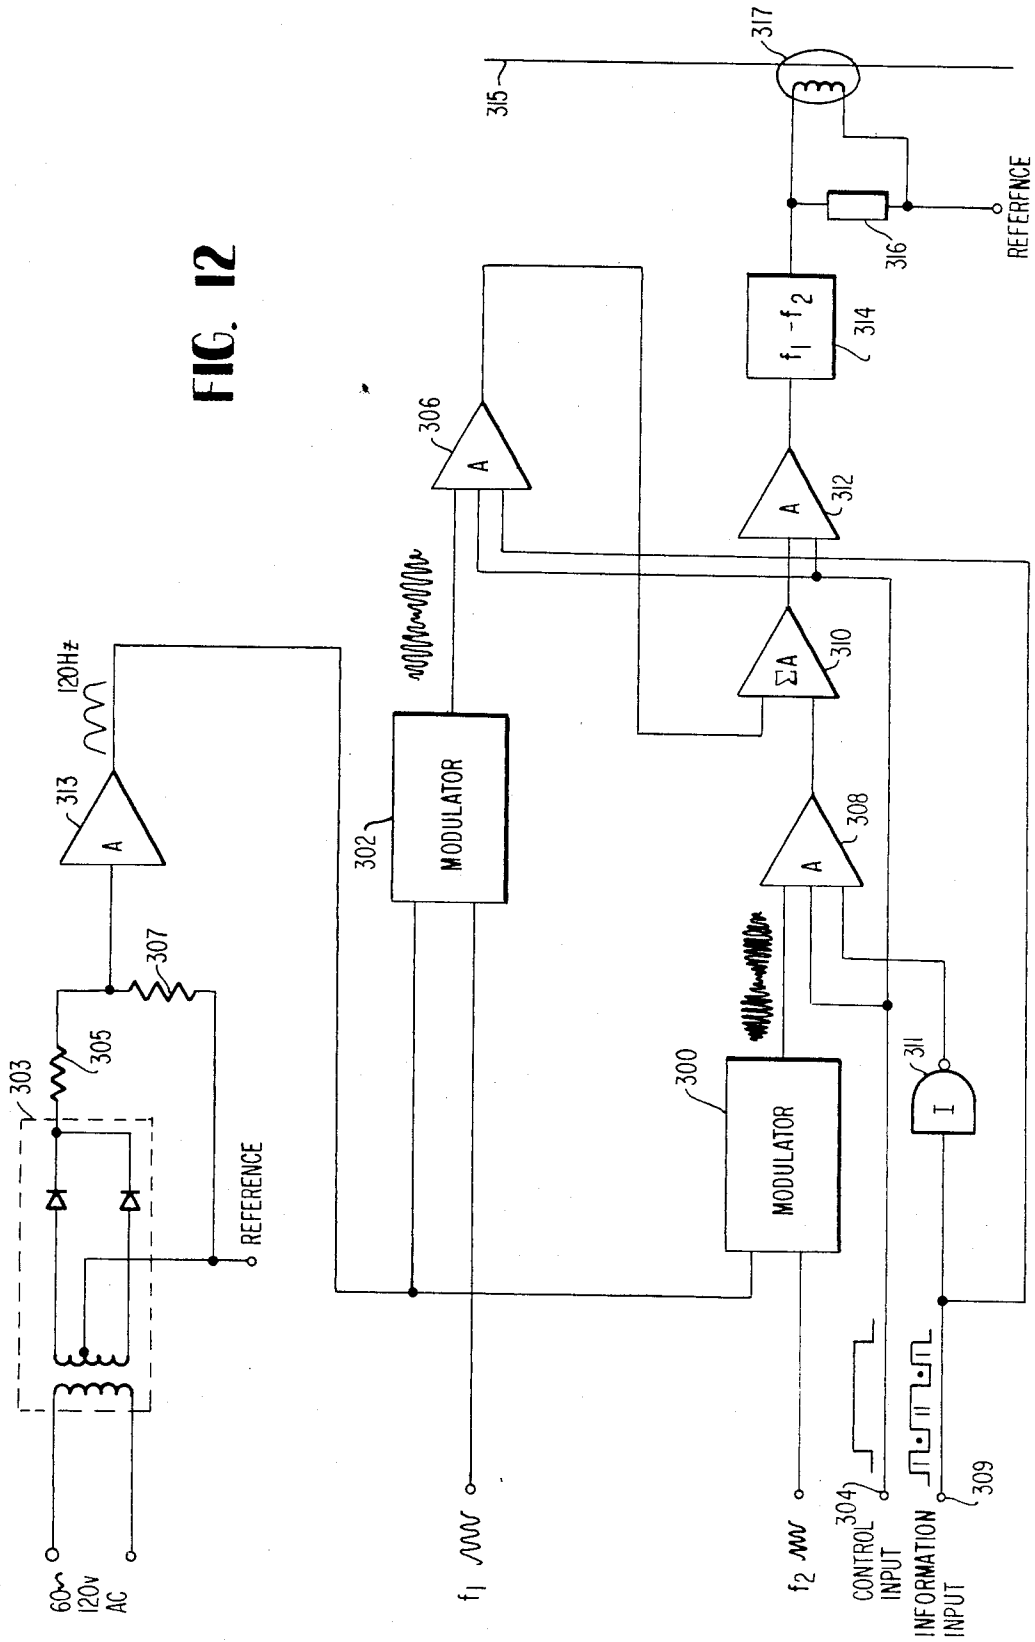 FIG. 12
60~
120v
AC
303
305
307
REFERENCE
A
313
120Hz
f1
302
MODULATOR
A
306
f2
300
MODULATOR
A
308
ΣA
310
A
312
f1 - f2
314
315
316
317
REFERENCE
304
CONTROL
INPUT
311
I
INFORMATION
INPUT
309